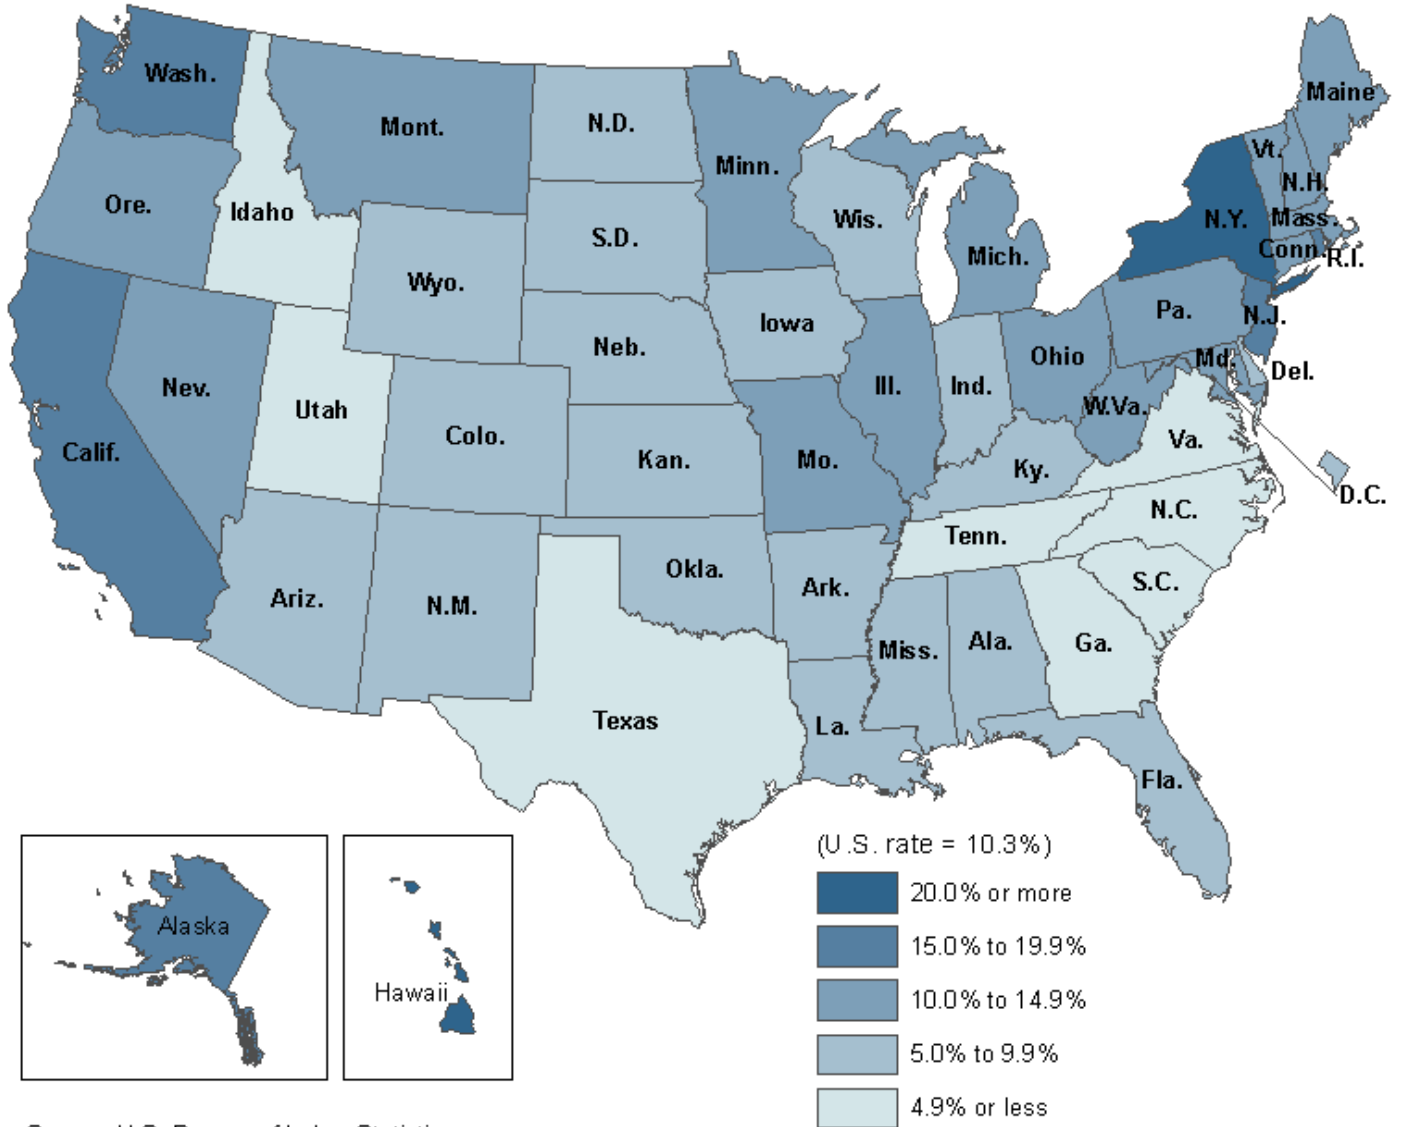 Wash.
Mont.
N.D.
Minn.
Maine
Vt.
N.H.
Ore.
Idaho
S.D.
Wis.
Mich.
N.Y.
Mass.
Conn.
R.I.
Wyo.
Iowa
Neb.
Pa.
N.J.
Ohio
Md.
Del.
Nev.
Utah
Colo.
Ill.
Ind.
W.Va.
Calif.
Kan.
Mo.
Ky.
Va.
D.C.
N.C.
Tenn.
Okla.
Ark.
S.C.
Ariz.
N.M.
Miss.
Ala.
Ga.
Texas
La.
Fla.
Alaska
Hawaii
(U.S. rate = 10.3%)
20.0% or more
15.0% to 19.9%
10.0% to 14.9%
5.0% to 9.9%
4.9% or less